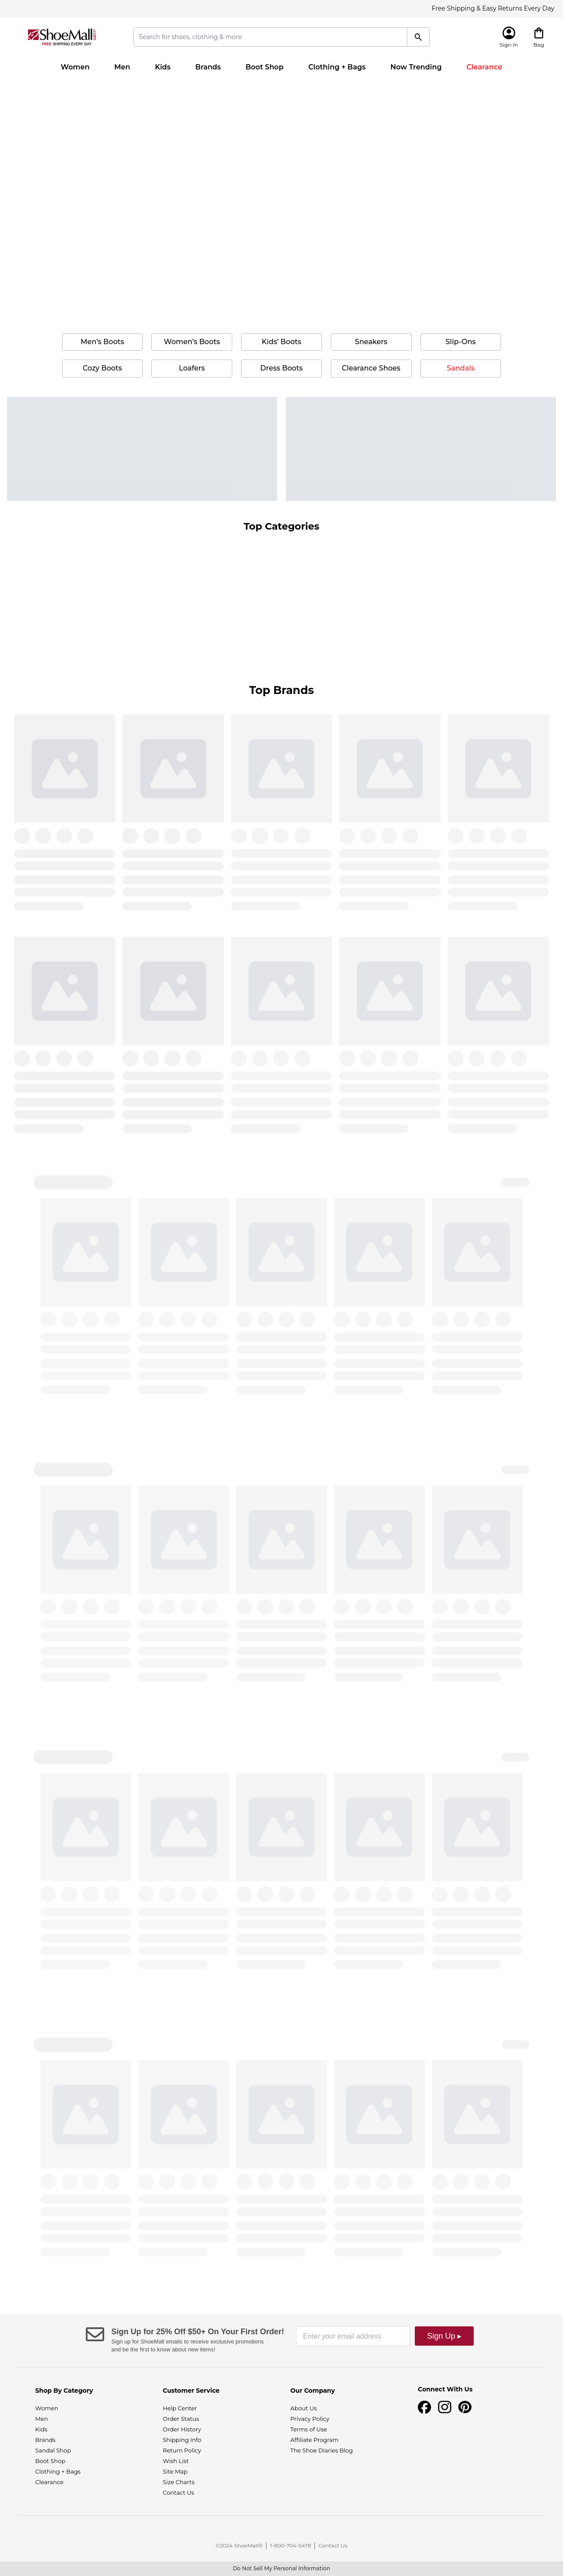 Free Shipping & Easy Returns Every Day
ShoeMall
FREE SHIPPING EVERY DAY
Search for shoes, clothing & more
Sign In
Bag
Women Men Kids Brands Boot Shop Clothing + Bags Now Trending Clearance
Men's Boots Women's Boots Kids' Boots Sneakers Slip-Ons
Cozy Boots Loafers Dress Boots Clearance Shoes Sandals
Top Categories
Top Brands
Sign Up for 25% Off $50+ On Your First Order!
Sign up for ShoeMall emails to receive exclusive promotions
and be the first to know about new items!
Enter your email address
Sign Up ▸
Shop By Category
Women
Men
Kids
Brands
Sandal Shop
Boot Shop
Clothing + Bags
Clearance
Customer Service
Help Center
Order Status
Order History
Shipping Info
Return Policy
Wish List
Site Map
Size Charts
Contact Us
Our Company
About Us
Privacy Policy
Terms of Use
Affiliate Program
The Shoe Diaries Blog
Connect With Us
©2024 ShoeMall® | 1-800-704-5478 | Contact Us
Do Not Sell My Personal Information